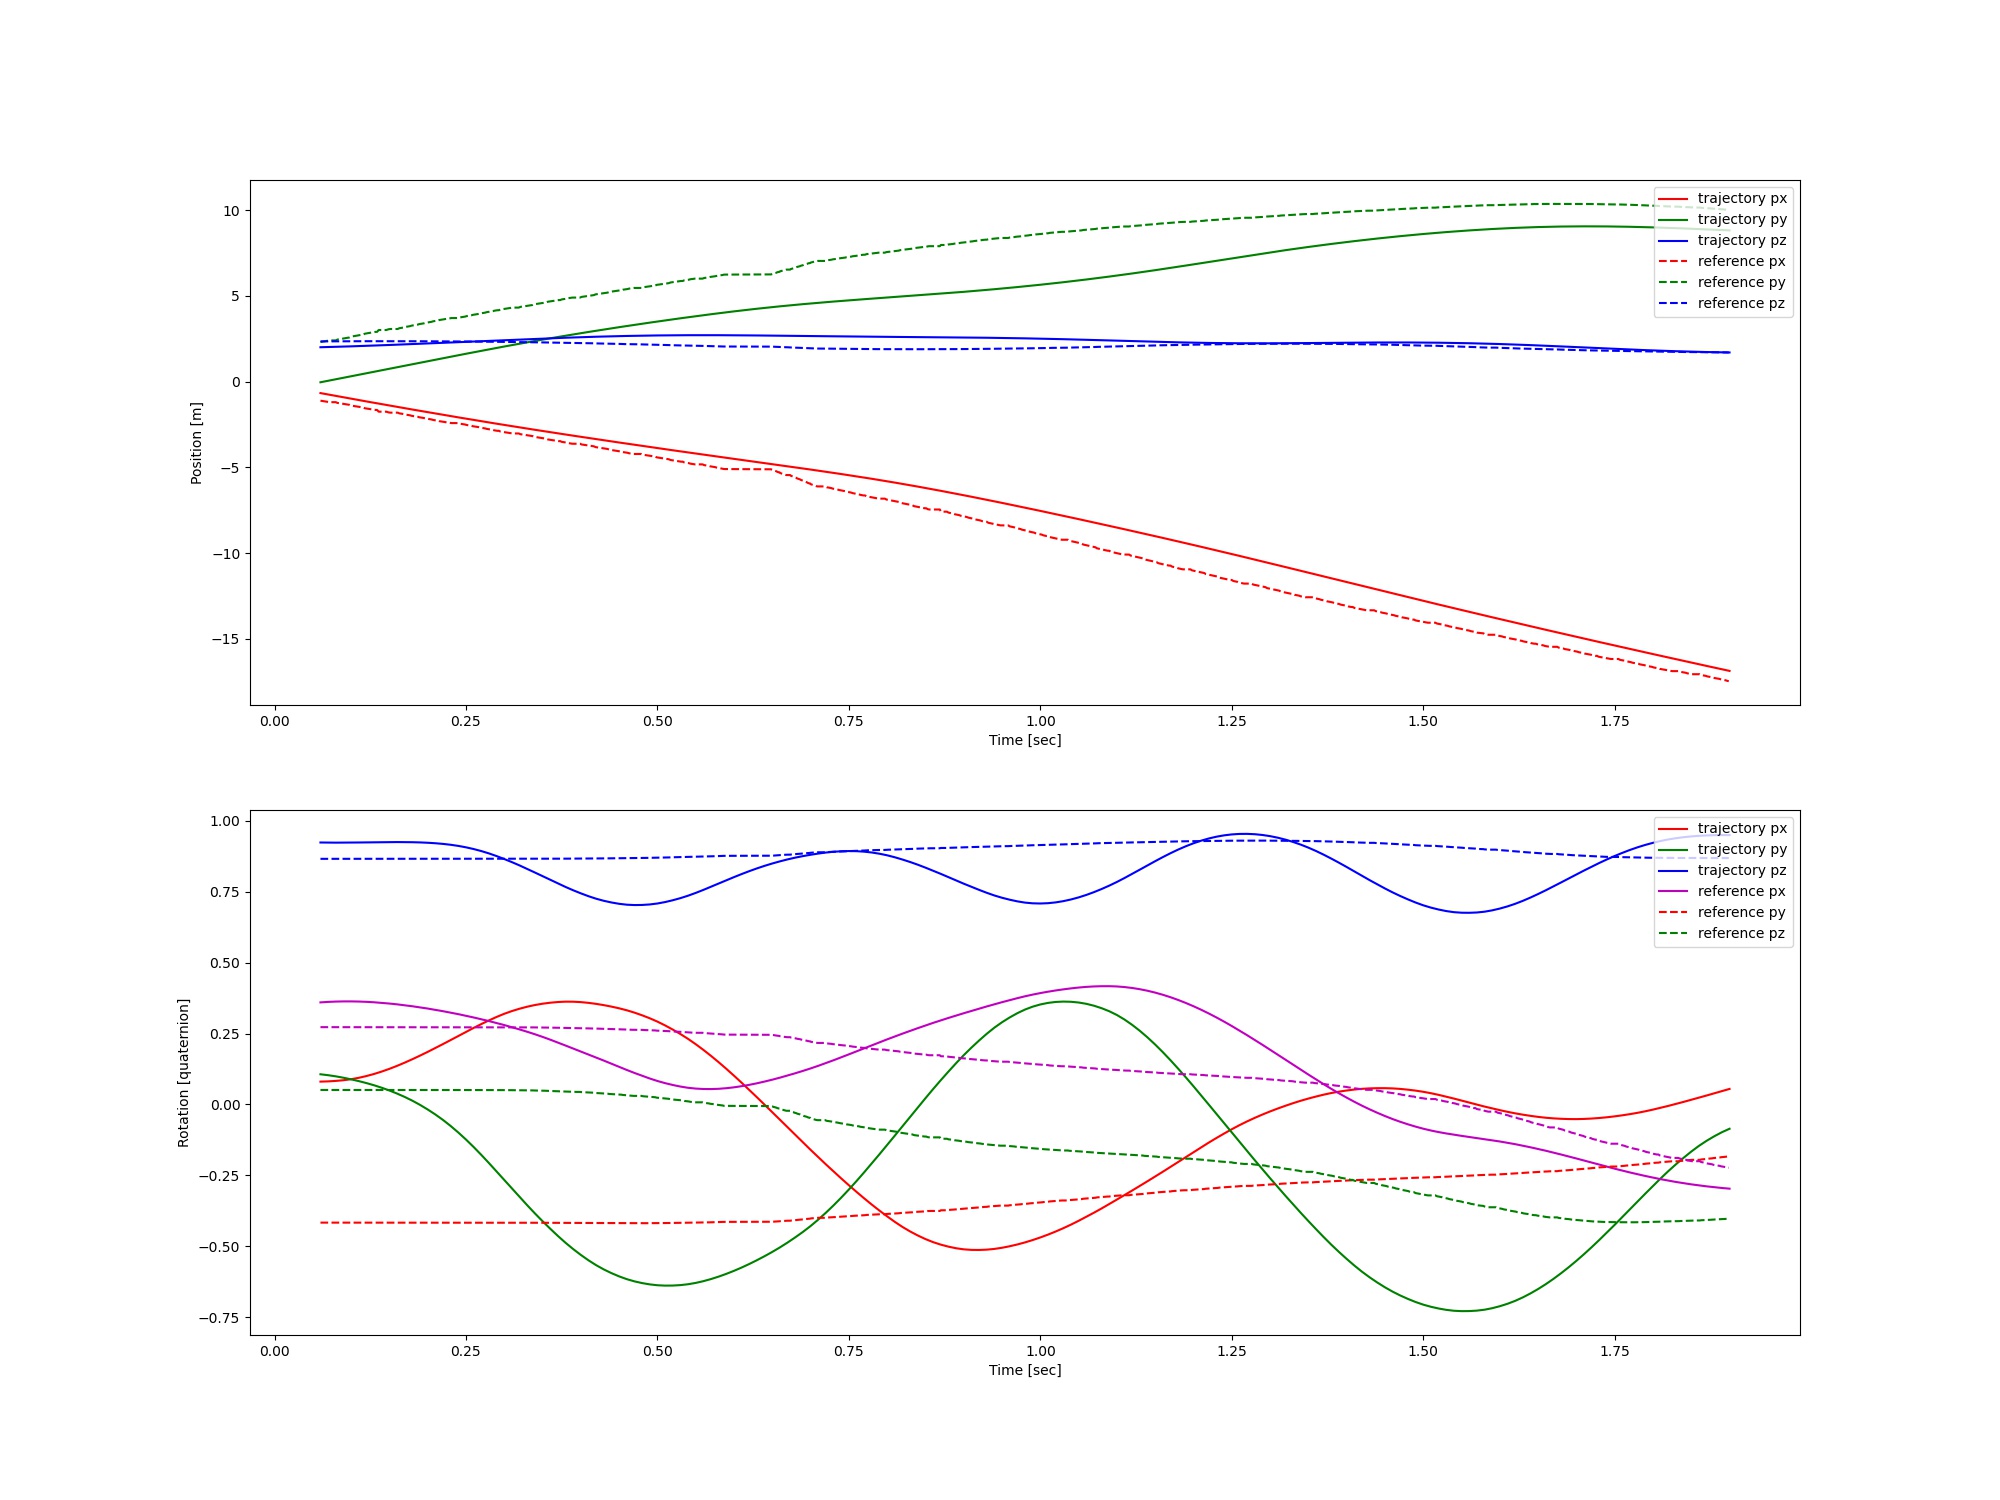 10
5
0
−5
−10
−15
Position [m]
0.00 0.25 0.50 0.75 1.00 1.25 1.50 1.75
Time [sec]
trajectory px
trajectory py
trajectory pz
reference px
reference py
reference pz
1.00
0.75
0.50
0.25
0.00
−0.25
−0.50
−0.75
Rotation [quaternion]
0.00 0.25 0.50 0.75 1.00 1.25 1.50 1.75
Time [sec]
trajectory px
trajectory py
trajectory pz
reference px
reference py
reference pz